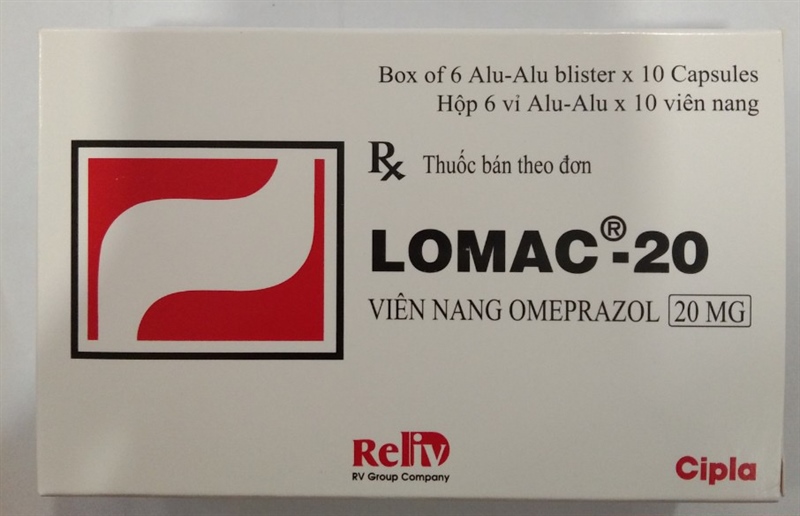 Box of 6 Alu-Alu blister x 10 Capsules
Hộp 6 vỉ Alu-Alu x 10 viên nang
Rx Thuốc bán theo đơn
LOMAC®-20
VIÊN NANG OMEPRAZOL 20 MG
Reliv
RV Group Company
Cipla